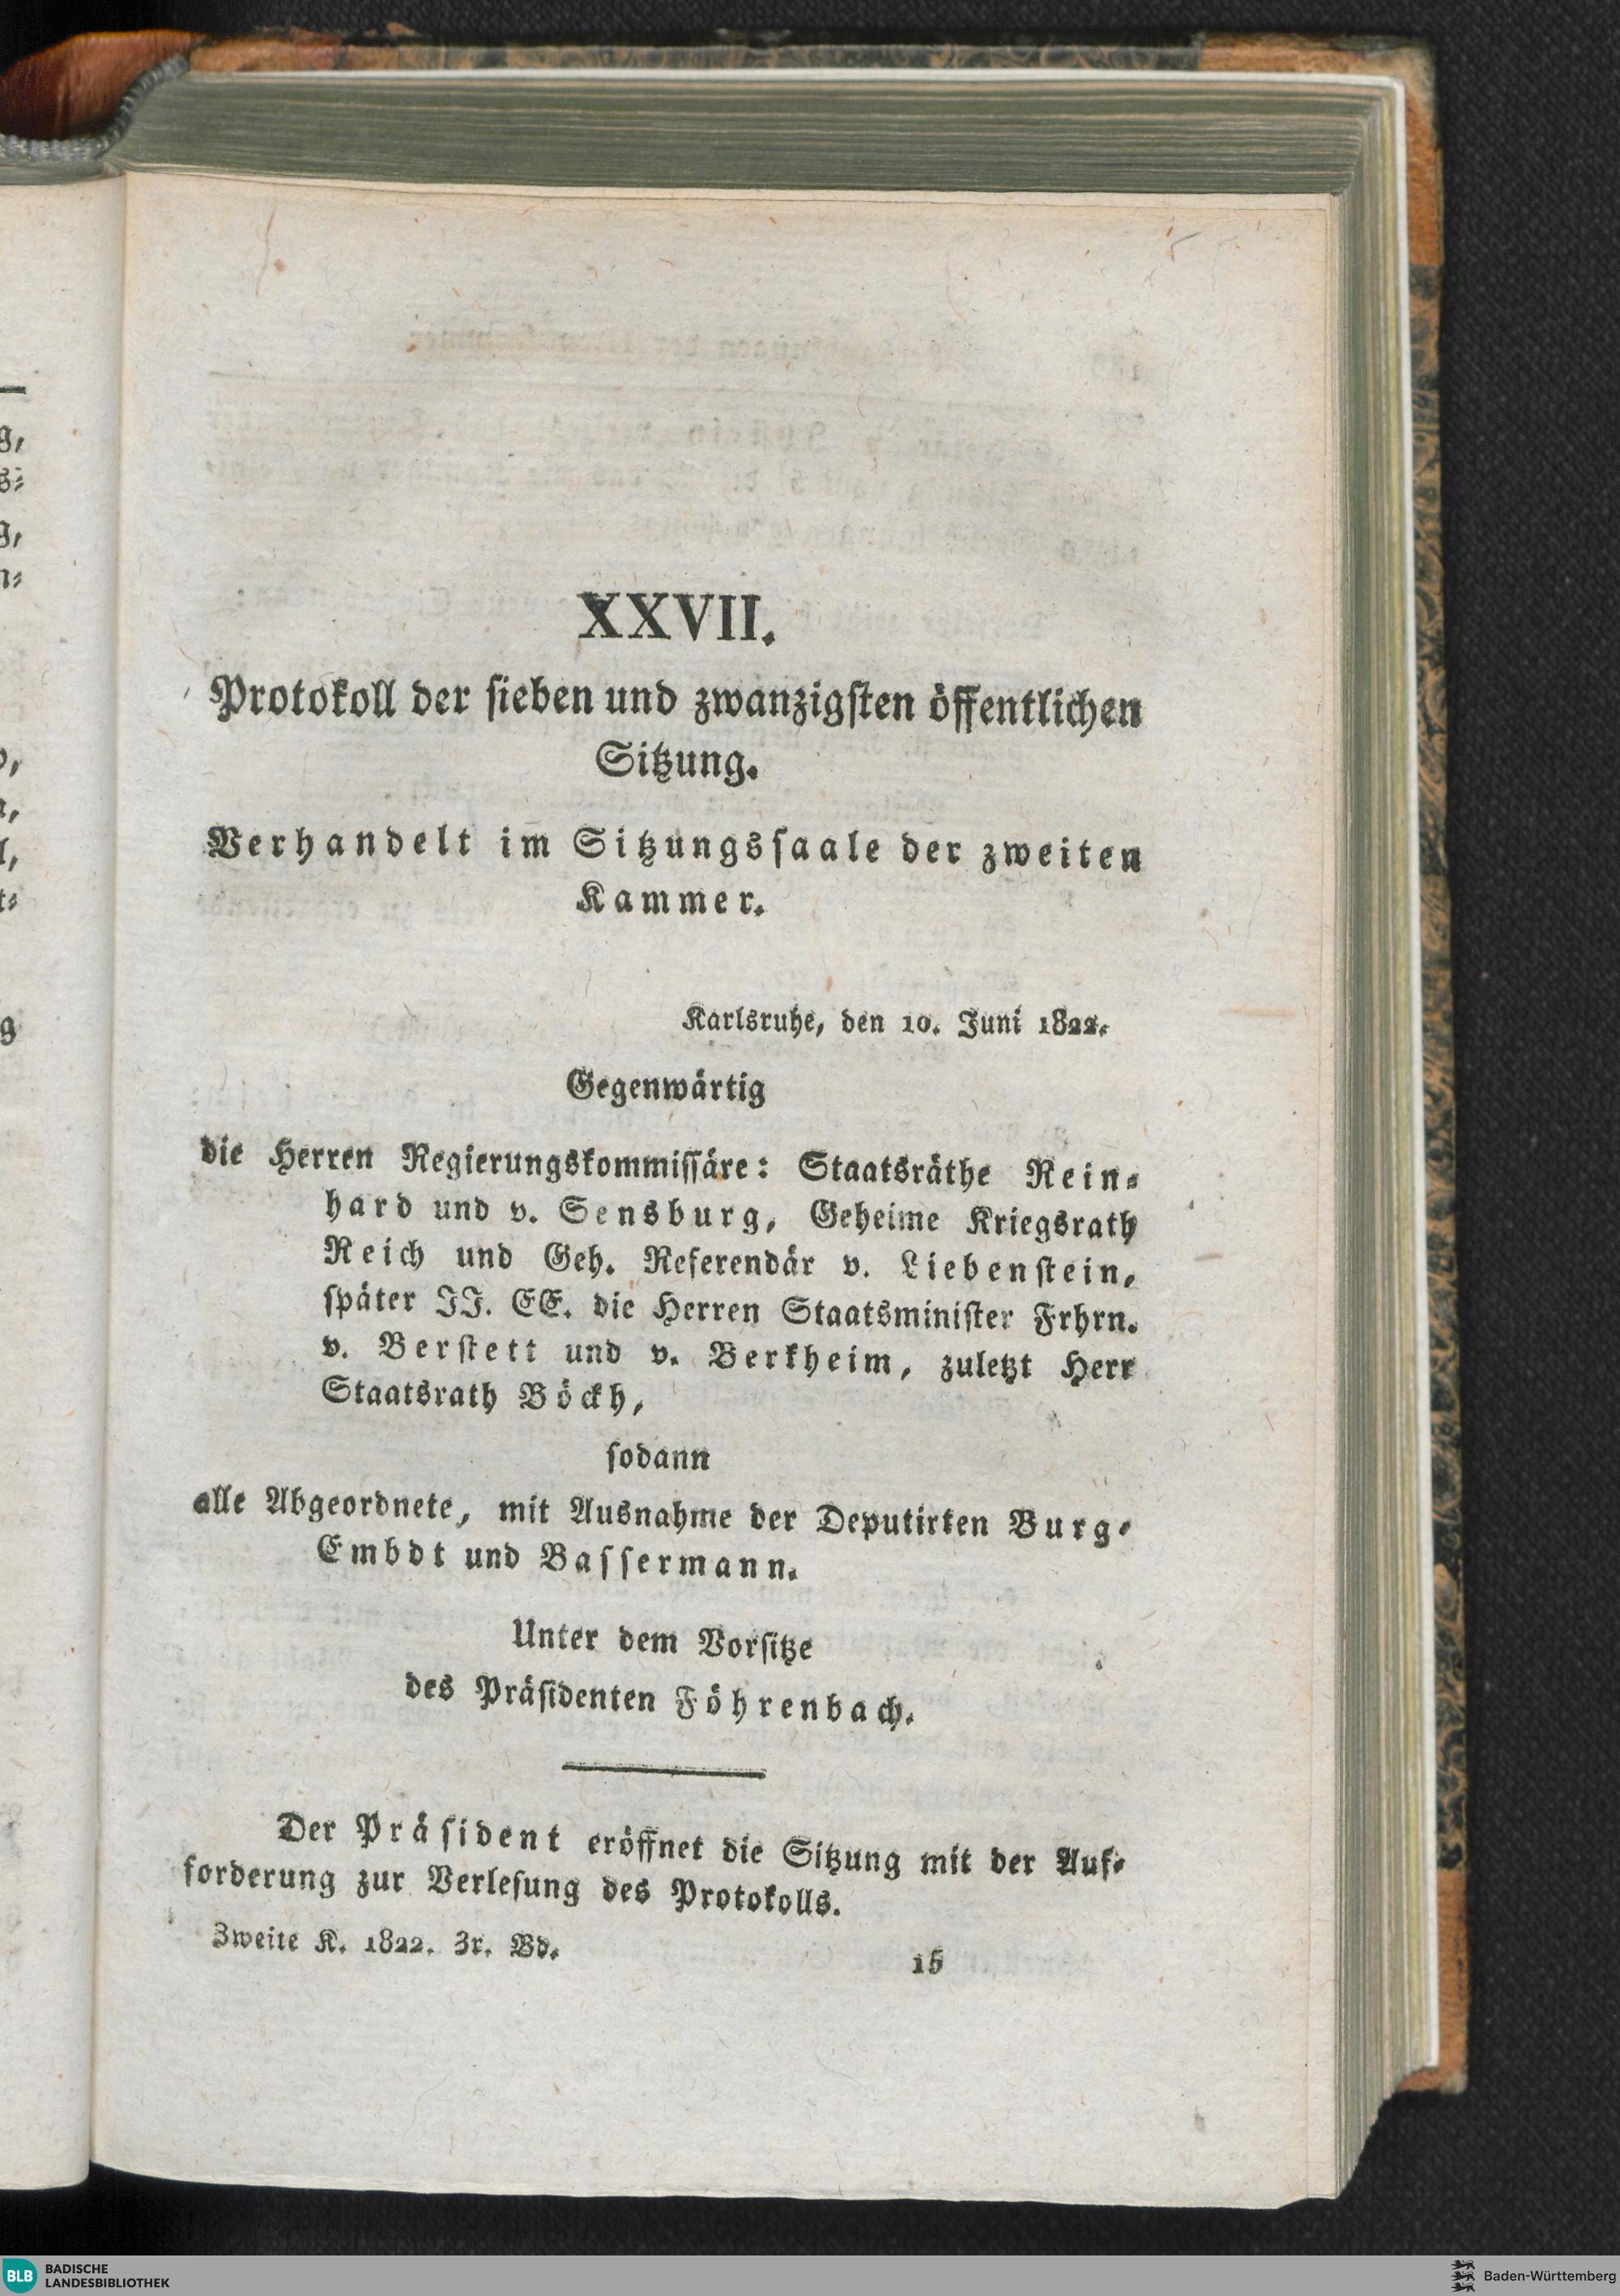 XXVII.
Protokoll der sieben und zwanzigsten öffentlichen
Sitzung.
Verhandelt im Sitzungssaale der zweiten
Kammer.
Karlsruhe, den 10. Juni 1822.
Gegenwärtig
die Herren Regierungskommissäre: Staatsräthe Rein-
hard und v. Sensburg, Geheime Kriegsrath
Reich und Geh. Referendär v. Liebenstein,
später JJ. EE. die Herren Staatsminister Frhrn.
v. Berstett und v. Berkheim, zuletzt Herr
Staatsrath Böckh,
sodann
alle Abgeordnete, mit Ausnahme der Deputirten Burg-
Embdt und Bassermann.
Unter dem Vorsitze
des Präsidenten Föhrenbach.
Der Präsident eröffnet die Sitzung mit der Auf-
forderung zur Verlesung des Protokolls.
Zweite K. 1822. 3r. Bd. 15
BLB BADISCHE
LANDESBIBLIOTHEK
Baden-Württemberg